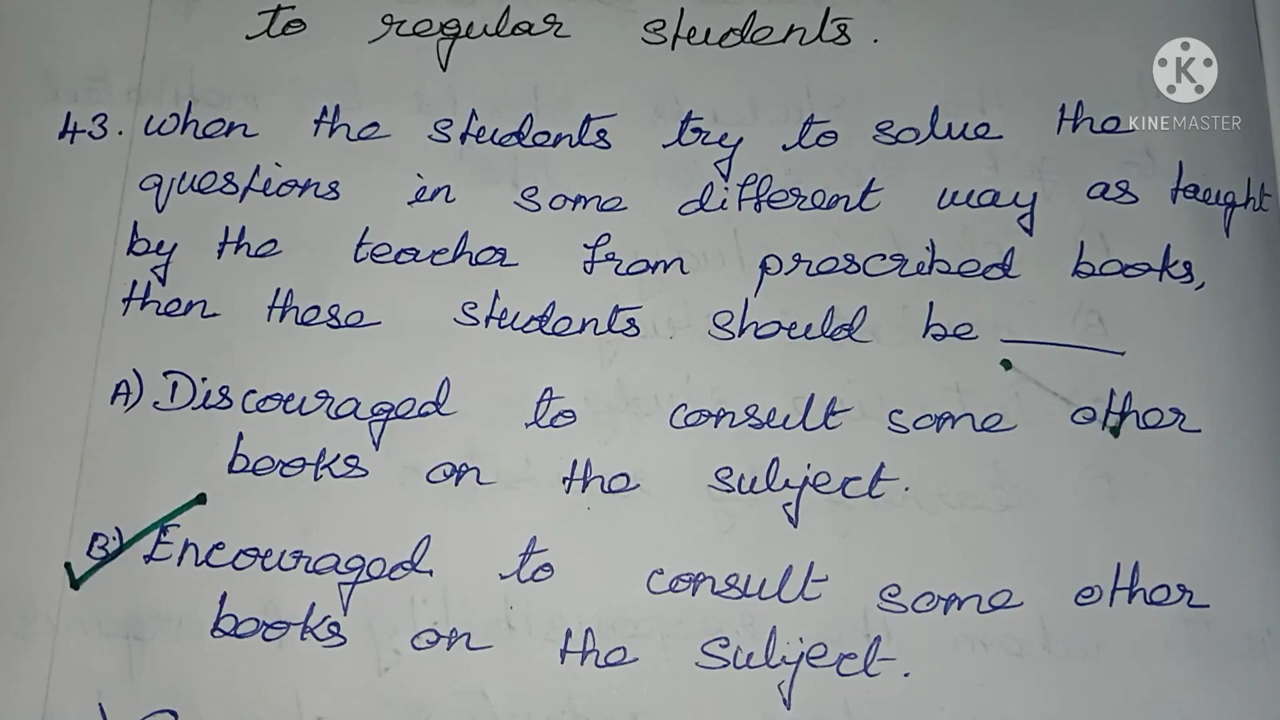 to regular students.
KINEMASTER
43. When the students try to solve the
questions in some different way as taught
by the teacher from prescribed books,
then these students should be ____
A) Discouraged to consult some other
books on the subject.
B) Encouraged to consult some other
books on the subject.